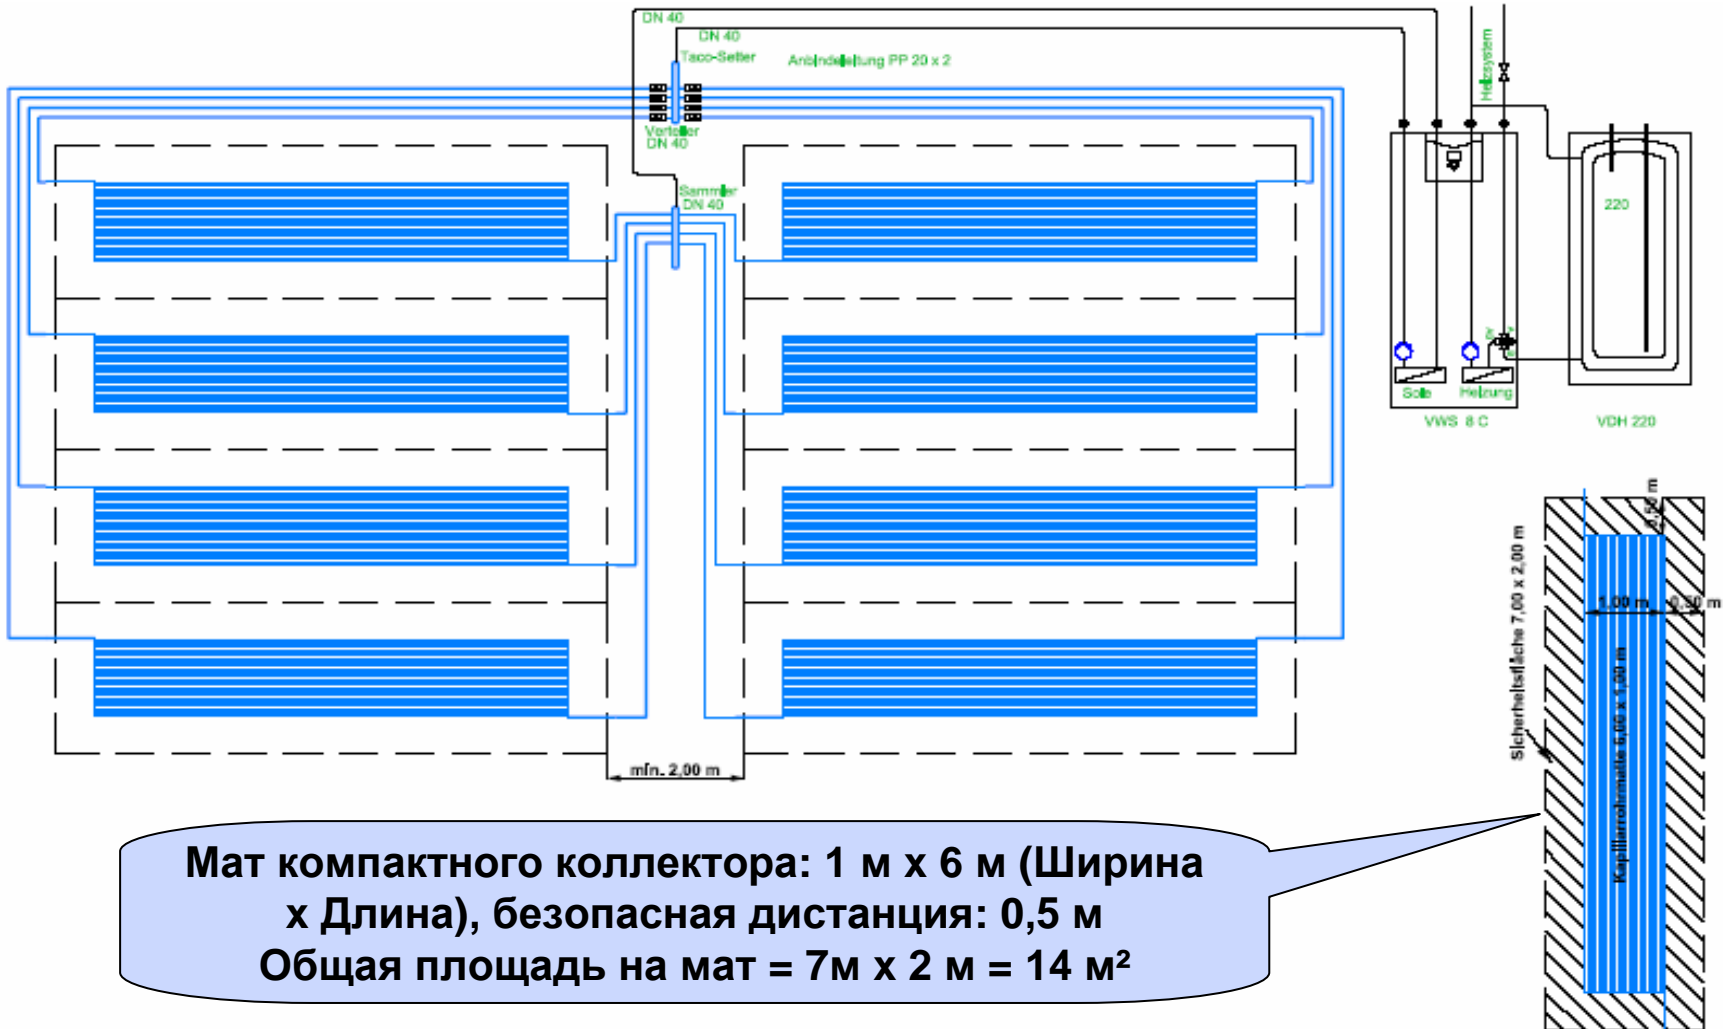 DN 40
DN 40
Taco-Setter
Anbindeleitung PP 20 x 2
Verteiler
DN 40
Sammler
DN 40
Heizsystem
220
Sole
Heizung
VWS 8 C
VDH 220
min. 2,00 m
0,50 m
1,00 m
0,50 m
Sicherheitsfläche 7,00 x 2,00 m
Kapillarrohrmatte 6,00 x 1,00 m
Мат компактного коллектора: 1 м x 6 м (Ширина
x Длина), безопасная дистанция: 0,5 м
Общая площадь на мат = 7м x 2 м = 14 м²